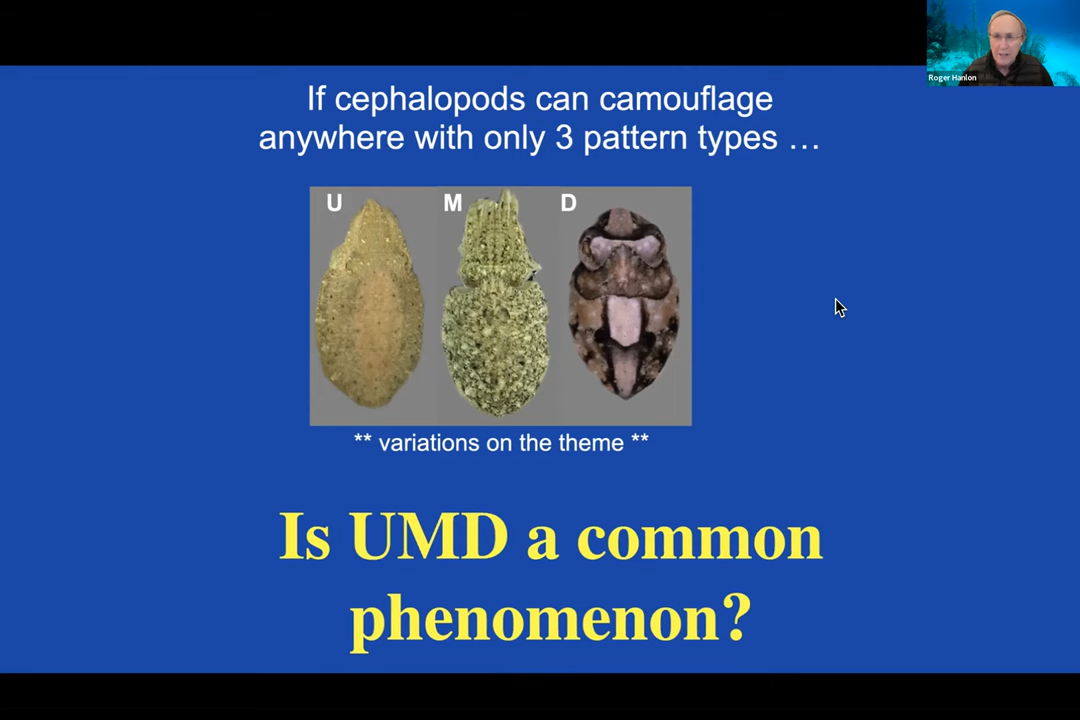 Roger Hanlon
If cephalopods can camouflage
anywhere with only 3 pattern types …
U M D
** variations on the theme **
Is UMD a common
phenomenon?